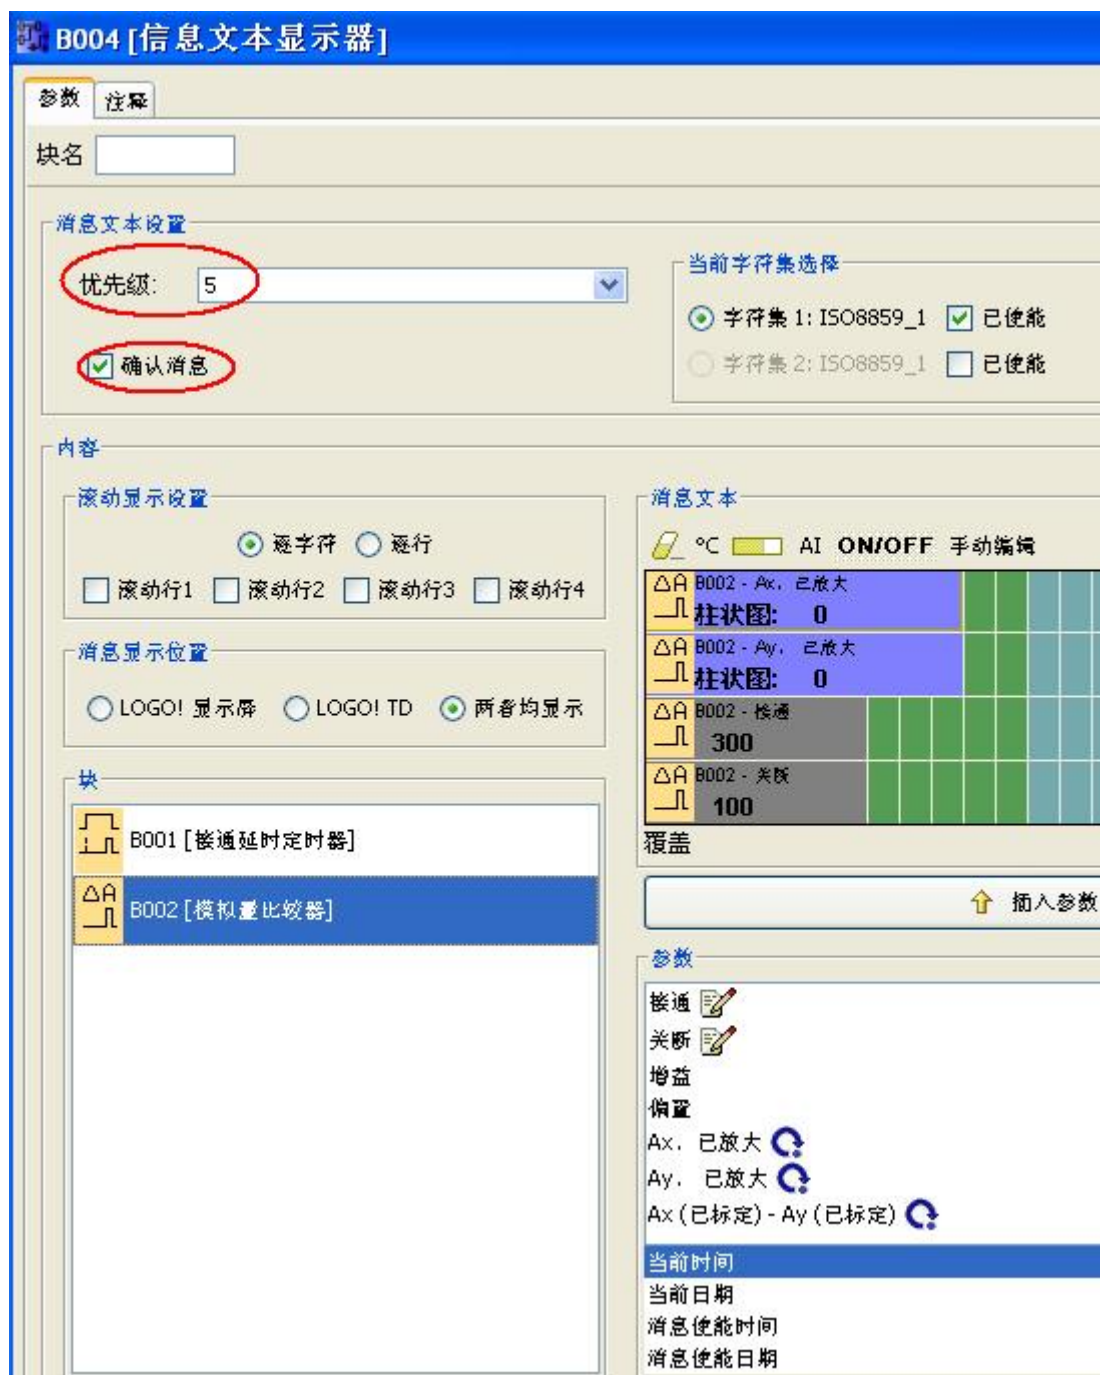 B004 [信息文本显示器]
参数 注释
块名
消息文本设置
优先级: 5
确认消息
当前字符集选择
字符集 1: ISO8859_1 已使能
字符集 2: ISO8859_1 已使能
内容
滚动显示设置
逐字符 逐行
滚动行1 滚动行2 滚动行3 滚动行4
消息显示位置
LOGO! 显示屏 LOGO! TD 两者均显示
块
B001 [接通延时定时器]
B002 [模拟量比较器]
消息文本
°C AI ON/OFF 手动编辑
B002 - Ax, 已放大
柱状图: 0
B002 - Ay, 已放大
柱状图: 0
B002 - 接通
300
B002 - 关断
100
覆盖
插入参数
参数
接通
关断
增益
偏置
Ax, 已放大
Ay, 已放大
Ax (已标定) - Ay (已标定)
当前时间
当前日期
消息使能时间
消息使能日期